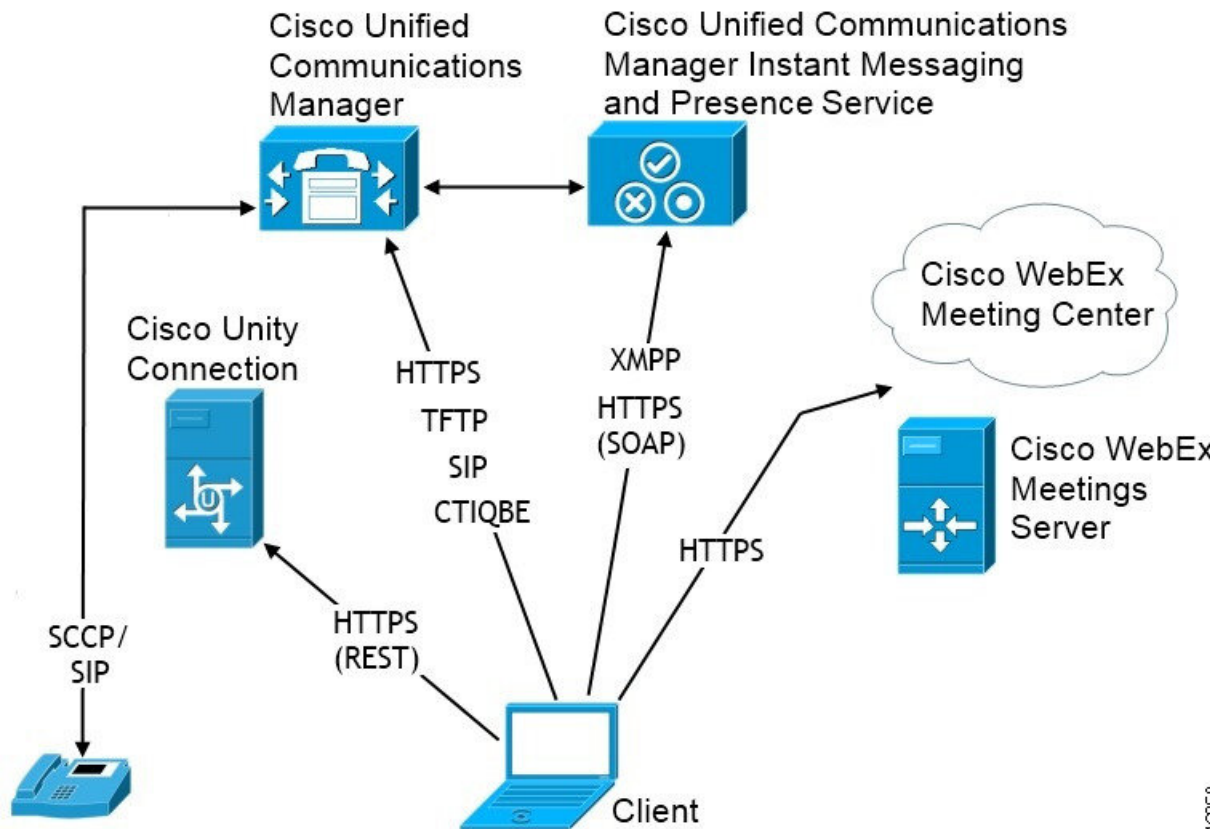 Cisco Unified
Communications
Manager
Cisco Unified Communications
Manager Instant Messaging
and Presence Service
Cisco WebEx
Meeting Center
Cisco Unity
Connection
HTTPS
TFTP
SIP
CTIQBE
XMPP
HTTPS
(SOAP)
Cisco WebEx
Meetings
Server
U
HTTPS
HTTPS
(REST)
SCCP/
SIP
Client